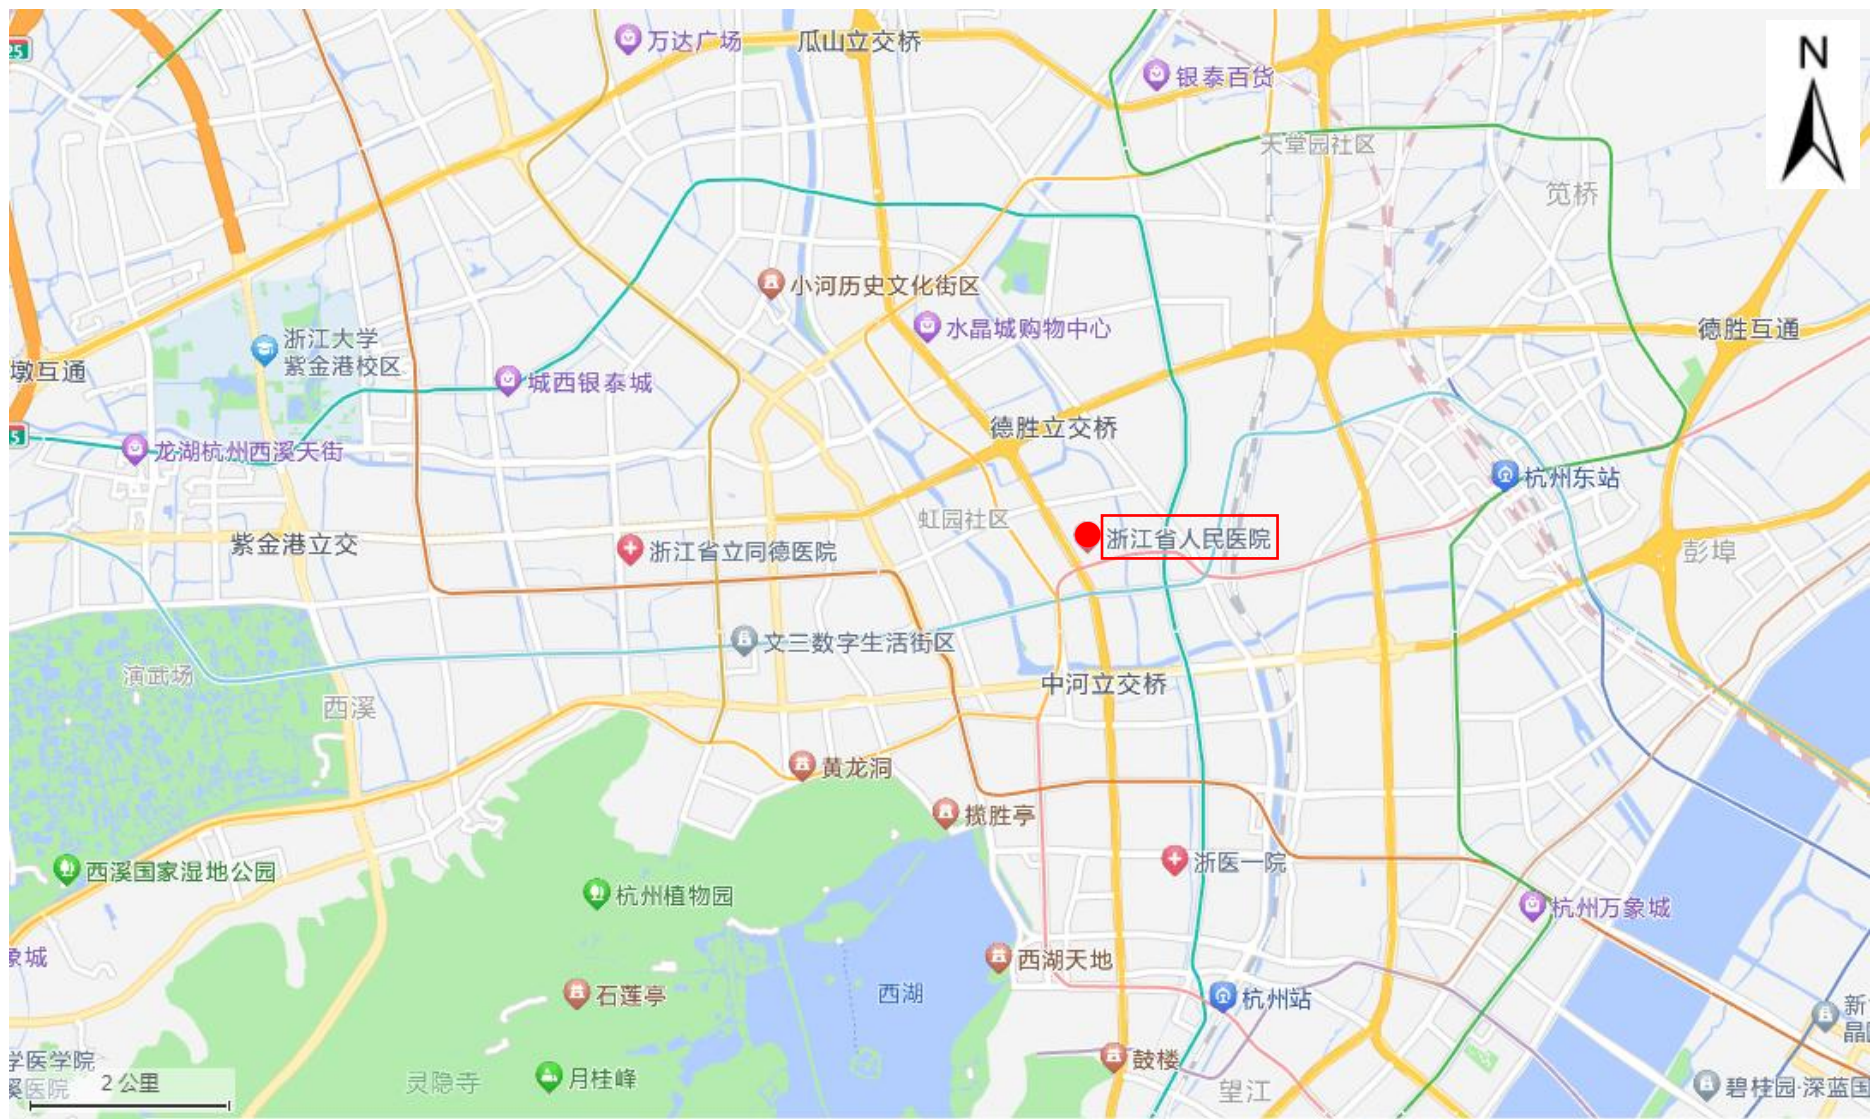 25
万达广场
瓜山立交桥
N
银泰百货
天堂园社区
笕桥
小河历史文化街区
水晶城购物中心
德胜互通
浙江大学
紫金港校区
墩互通
城西银泰城
德胜立交桥
5
龙湖杭州西溪天街
杭州东站
虹园社区
浙江省人民医院
紫金港立交
浙江省立同德医院
彭埠
文三数字生活街区
演武场
中河立交桥
西溪
黄龙洞
揽胜亭
浙医一院
西溪国家湿地公园
杭州植物园
杭州万象城
象城
西湖天地
石莲亭
西湖
杭州站
新
晶
学医学院
溪医院
鼓楼
2 公里
灵隐寺
月桂峰
望江
碧桂园·深蓝国